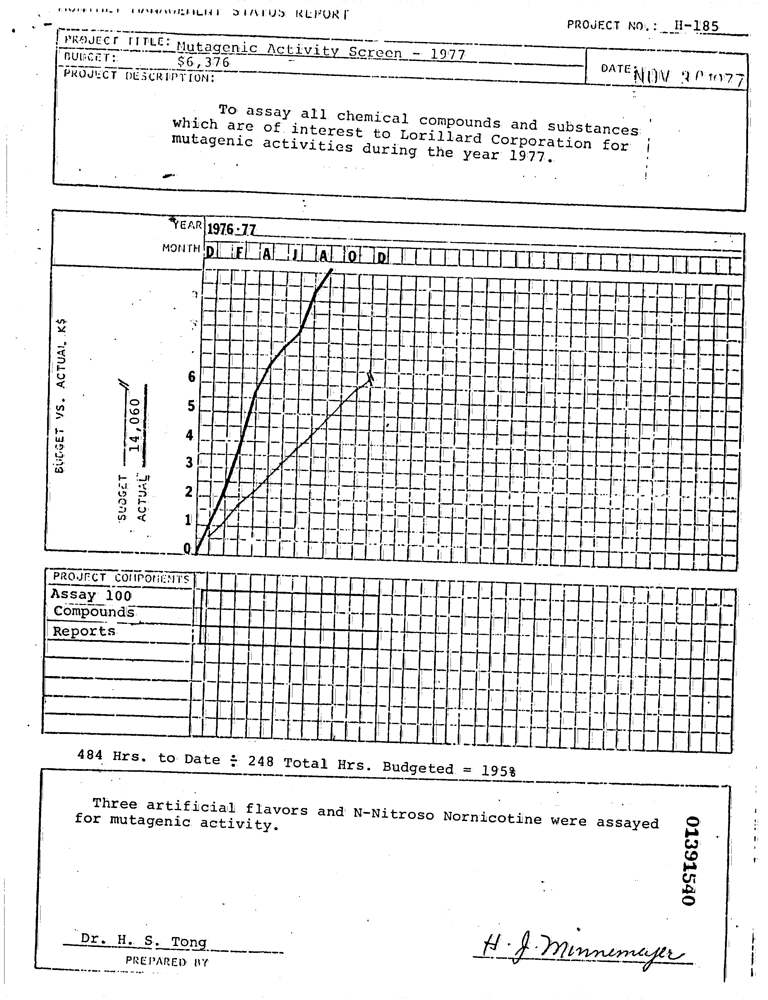 MONTHLY MANAGEMENT STATUS REPORT
PROJECT NO.: H-185
PROJECT TITLE: Mutagenic Activity Screen - 1977
BUDGET: $6,376
DATE: NOV 30 1977
PROJECT DESCRIPTION:
To assay all chemical compounds and substances
which are of interest to Lorillard Corporation for
mutagenic activities during the year 1977.
YEAR 1976-77
MONTH D F A J A O D
BUDGET VS. ACTUAL, K$
BUDGET
ACTUAL 14,060
6
5
4
3
2
1
0
PROJECT COMPONENTS
Assay 100
Compounds
Reports
484 Hrs. to Date ÷ 248 Total Hrs. Budgeted = 195%
Three artificial flavors and N-Nitroso Nornicotine were assayed
for mutagenic activity.
01391540
Dr. H. S. Tong
PREPARED BY
H. J. Minnemeyer